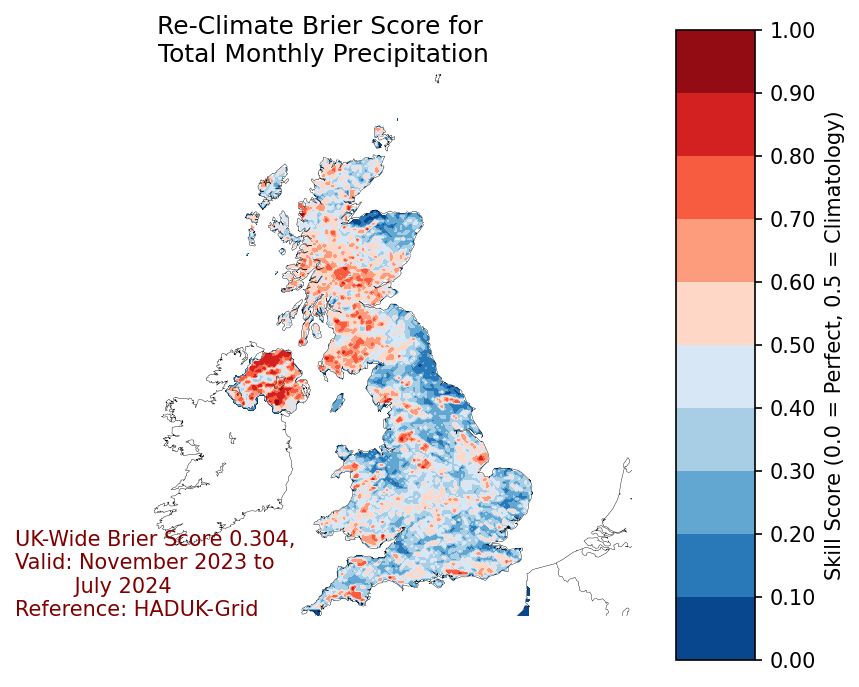 Re-Climate Brier Score for
Total Monthly Precipitation
1.00
0.90
0.80
0.70
0.60
0.50
0.40
0.30
0.20
0.10
0.00
Skill Score (0.0 = Perfect, 0.5 = Climatology)
UK-Wide Brier Score 0.304,
Valid: November 2023 to
July 2024
Reference: HADUK-Grid